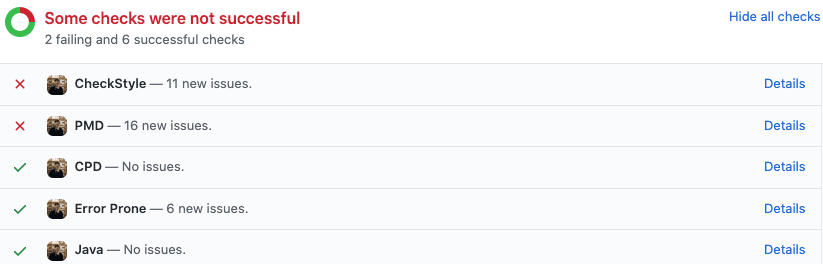 Some checks were not successful
Hide all checks
2 failing and 6 successful checks
CheckStyle — 11 new issues.
Details
PMD — 16 new issues.
Details
CPD — No issues.
Details
Error Prone — 6 new issues.
Details
Java — No issues.
Details